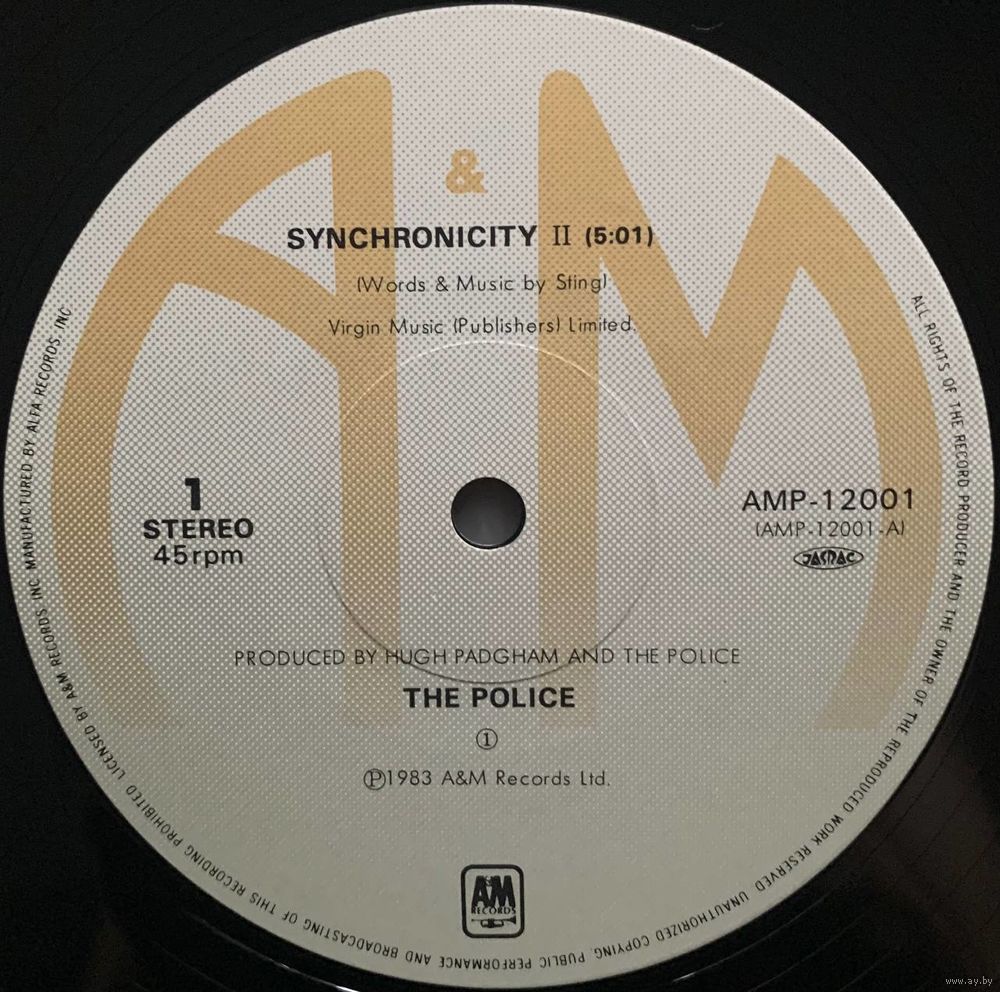 A & M
SYNCHRONICITY II (5:01)
(Words & Music by Sting)
Virgin Music (Publishers) Limited.
1
STEREO
45rpm
AMP-12001
(AMP-12001-A)
JASRAC
PRODUCED BY HUGH PADGHAM AND THE POLICE
THE POLICE
①
Ⓟ1983 A&M Records Ltd.
A&M
RECORDS
ALL RIGHTS OF THE RECORD PRODUCER AND THE OWNER OF THE REPRODUCED WORK RESERVED. UNAUTHORIZED COPYING, PUBLIC PERFORMANCE AND BROADCASTING OF THIS RECORDING PROHIBITED. LICENSED BY A&M RECORDS, INC MANUFACTURED BY ALFA RECORDS, INC
www.ay.by